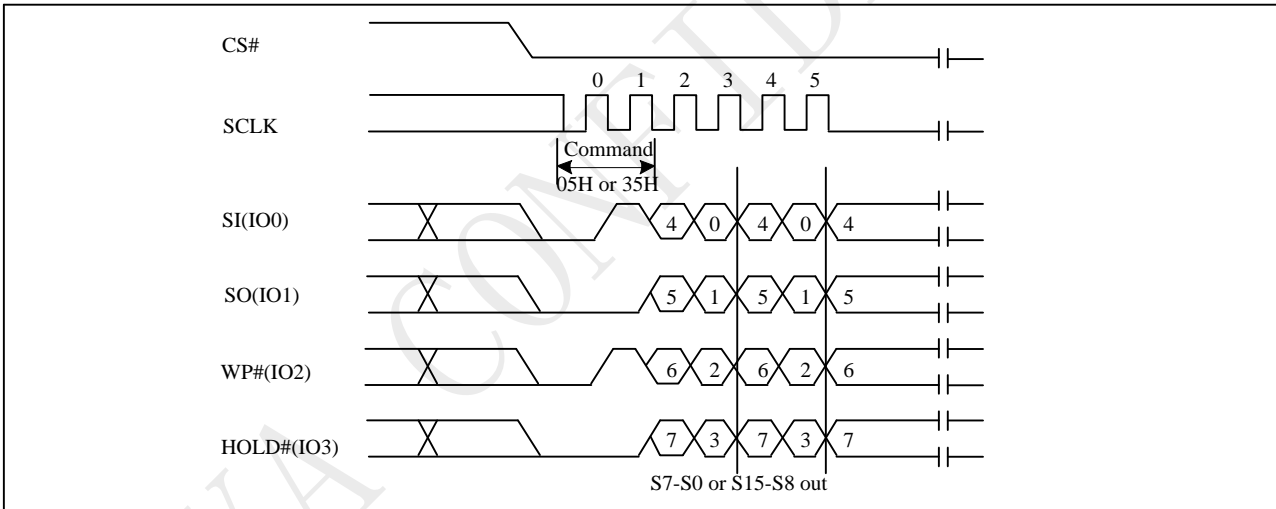 CS#
0 1 2 3 4 5
SCLK
Command
05H or 35H
SI(IO0)
4 0 4 0 4
SO(IO1)
5 1 5 1 5
WP#(IO2)
6 2 6 2 6
HOLD#(IO3)
7 3 7 3 7
S7-S0 or S15-S8 out